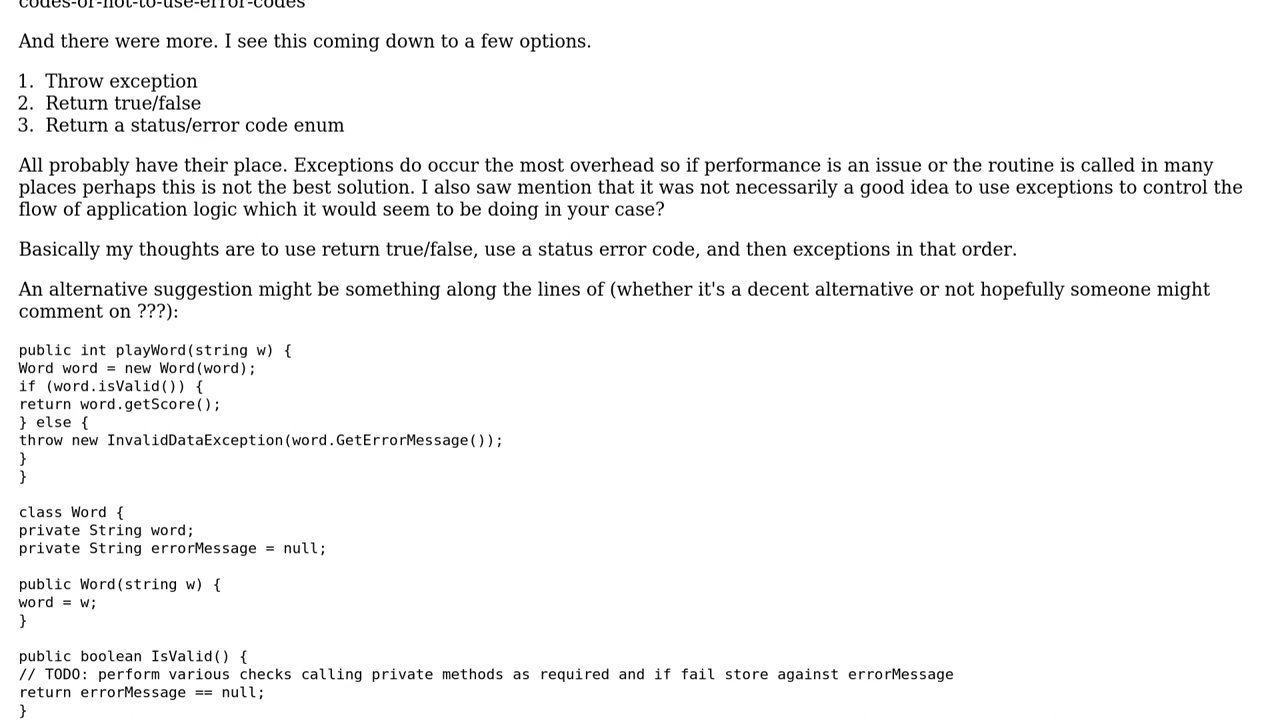 codes-or-not-to-use-error-codes
And there were more. I see this coming down to a few options.
1. Throw exception
2. Return true/false
3. Return a status/error code enum
All probably have their place. Exceptions do occur the most overhead so if performance is an issue or the routine is called in many
places perhaps this is not the best solution. I also saw mention that it was not necessarily a good idea to use exceptions to control the
flow of application logic which it would seem to be doing in your case?
Basically my thoughts are to use return true/false, use a status error code, and then exceptions in that order.
An alternative suggestion might be something along the lines of (whether it's a decent alternative or not hopefully someone might
comment on ???):
public int playWord(string w) {
Word word = new Word(word);
if (word.isValid()) {
return word.getScore();
} else {
throw new InvalidDataException(word.GetErrorMessage());
}
}
class Word {
private String word;
private String errorMessage = null;
public Word(string w) {
word = w;
}
public boolean IsValid() {
// TODO: perform various checks calling private methods as required and if fail store against errorMessage
return errorMessage == null;
}